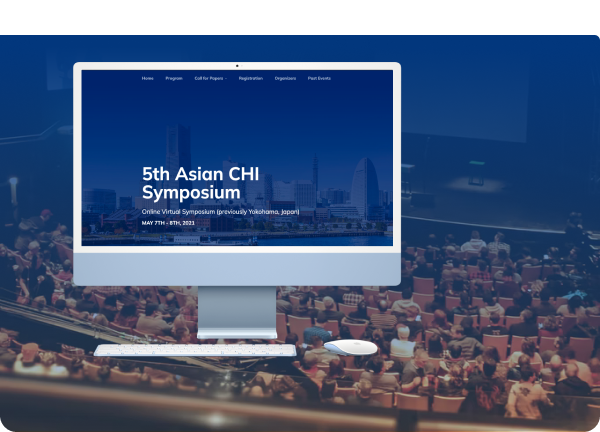 Home Program Call for Papers Registration Organizers Past Events
5th Asian CHI
Symposium
Online Virtual Symposium (previously Yokohama, Japan)
MAY 7TH - 8TH, 2021